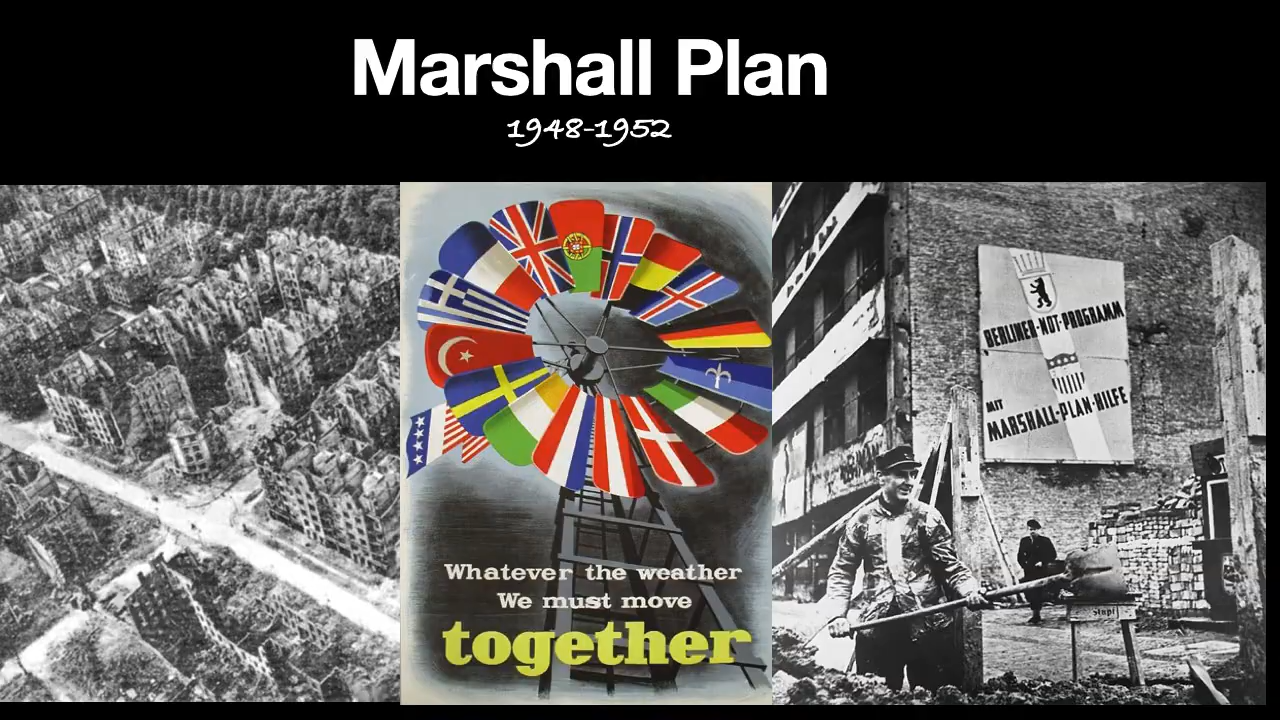 Marshall Plan
1948-1952
Whatever the weather
We must move
together
BERLINER-NOT-PROGRAMM
MIT
MARSHALL-PLAN-HILFE